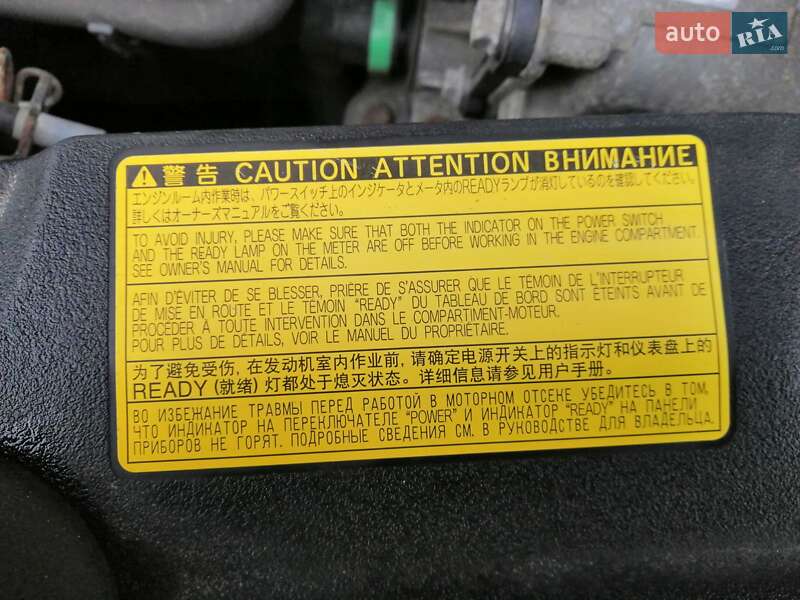 auto RIA .com
⚠ 警告 CAUTION ATTENTION ВНИМАНИЕ
エンジンルーム内作業時は、パワースイッチ上のインジケータとメータ内のREADYランプが消灯しているのを確認してください。
詳しくはオーナーズマニュアルをご覧ください。
TO AVOID INJURY, PLEASE MAKE SURE THAT BOTH THE INDICATOR ON THE POWER SWITCH
AND THE READY LAMP ON THE METER ARE OFF BEFORE WORKING IN THE ENGINE COMPARTMENT.
SEE OWNER'S MANUAL FOR DETAILS.
AFIN D'ÉVITER DE SE BLESSER, PRIÈRE DE S'ASSURER QUE LE TÉMOIN DE L'INTERRUPTEUR
DE MISE EN ROUTE ET LE TÉMOIN "READY" DU TABLEAU DE BORD SONT ÉTEINTS AVANT DE
PROCÉDER À TOUTE INTERVENTION DANS LE COMPARTIMENT-MOTEUR.
POUR PLUS DE DÉTAILS, VOIR LE MANUEL DU PROPRIÉTAIRE.
为了避免受伤, 在发动机室内作业前, 请确定电源开关上的指示灯和仪表盘上的
READY (就绪) 灯都处于熄灭状态。详细信息请参见用户手册.
ВО ИЗБЕЖАНИЕ ТРАВМЫ ПЕРЕД РАБОТОЙ В МОТОРНОМ ОТСЕКЕ УБЕДИТЕСЬ В ТОМ,
ЧТО ИНДИКАТОР НА ПЕРЕКЛЮЧАТЕЛЕ "POWER" И ИНДИКАТОР "READY" НА ПАНЕЛИ
ПРИБОРОВ НЕ ГОРЯТ. ПОДРОБНЫЕ СВЕДЕНИЯ СМ. В РУКОВОДСТВЕ ДЛЯ ВЛАДЕЛЬЦА.